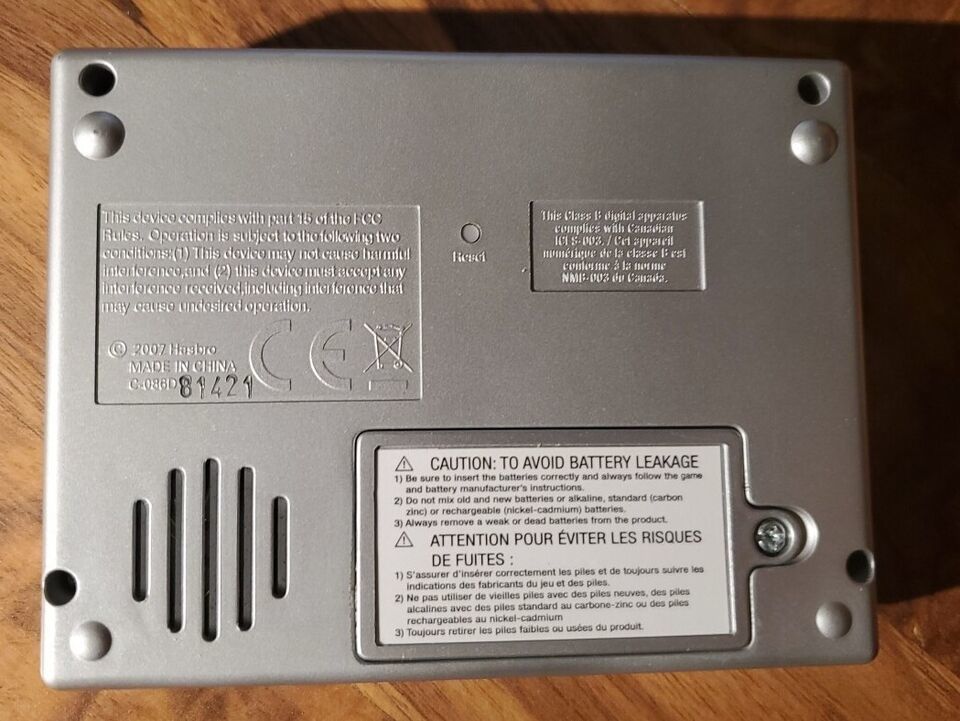 This device complies with part 15 of the FCC
Rules. Operation is subject to the following two
conditions:(1) This device may not cause harmful
interference,and (2) this device must accept any
interference received,including interference that
may cause undesired operation.
© 2007 Hasbro
MADE IN CHINA
C-086D 81421
CE
Reset
This Class B digital apparatus
complies with Canadian
ICES-003. / Cet appareil
numérique de la classe B est
conforme à la norme
NMB-003 du Canada.
CAUTION: TO AVOID BATTERY LEAKAGE
1) Be sure to insert the batteries correctly and always follow the game
and battery manufacturer's instructions.
2) Do not mix old and new batteries or alkaline, standard (carbon
zinc) or rechargeable (nickel-cadmium) batteries.
3) Always remove a weak or dead batteries from the product.
ATTENTION POUR ÉVITER LES RISQUES
DE FUITES :
1) S'assurer d'insérer correctement les piles et de toujours suivre les
indications des fabricants du jeu et des piles.
2) Ne pas utiliser de vieilles piles avec des piles neuves, des piles
alcalines avec des piles standard au carbone-zinc ou des piles
rechargeables au nickel-cadmium
3) Toujours retirer les piles faibles ou usées du produit.